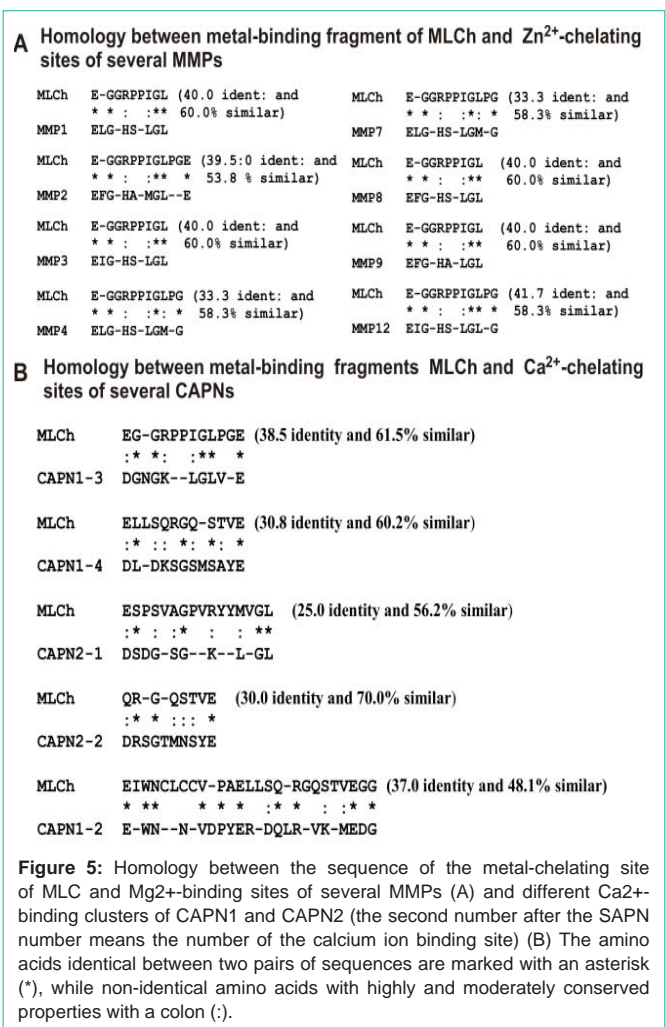 A Homology between metal-binding fragment of MLCh and Zn2+-chelating
sites of several MMPs
MLCh E-GGRPPIGL (40.0 ident: and
* * : :** 60.0% similar)
MMP1 ELG-HS-LGL
MLCh E-GGRPPIGLPGE (39.5:0 ident: and
* * : :** * 53.8 % similar)
MMP2 EFG-HA-MGL--E
MLCh E-GGRPPIGL (40.0 ident: and
* * : :** 60.0% similar)
MMP3 EIG-HS-LGL
MLCh E-GGRPPIGLPG (33.3 ident: and
* * : :*: * 58.3% similar)
MMP4 ELG-HS-LGM-G
MLCh E-GGRPPIGLPG (33.3 ident: and
* * : :*: * 58.3% similar)
MMP7 ELG-HS-LGM-G
MLCh E-GGRPPIGL (40.0 ident: and
* * : :** 60.0% similar)
MMP8 EFG-HS-LGL
MLCh E-GGRPPIGL (40.0 ident: and
* * : :** 60.0% similar)
MMP9 EFG-HA-LGL
MLCh E-GGRPPIGLPG (41.7 ident: and
* * : :** * 58.3% similar)
MMP12 EIG-HS-LGL-G
B Homology between metal-binding fragments MLCh and Ca2+-chelating
sites of several CAPNs
MLCh EG-GRPPIGLPGE (38.5 identity and 61.5% similar)
:* *: :** *
CAPN1-3 DGNGK--LGLV-E
MLCh ELLSQRGQ-STVE (30.8 identity and 60.2% similar)
:* :: *: *: *
CAPN1-4 DL-DKSGSMSAYE
MLCh ESPSVAGPVRYYMVGL (25.0 identity and 56.2% similar)
:* : :* : : **
CAPN2-1 DSDG-SG--K--L-GL
MLCh QR-G-QSTVE (30.0 identity and 70.0% similar)
:* * ::: *
CAPN2-2 DRSGTMNSYE
MLCh EIWNCLCCV-PAELLSQ-RGQSTVEGG (37.0 identity and 48.1% similar)
* ** * * * :* * : :* *
CAPN1-2 E-WN--N-VDPYER-DQLR-VK-MEDG
Figure 5: Homology between the sequence of the metal-chelating site
of MLC and Mg2+-binding sites of several MMPs (A) and different Ca2+-
binding clusters of CAPN1 and CAPN2 (the second number after the SAPN
number means the number of the calcium ion binding site) (B) The amino
acids identical between two pairs of sequences are marked with an asterisk
(*), while non-identical amino acids with highly and moderately conserved
properties with a colon (:).